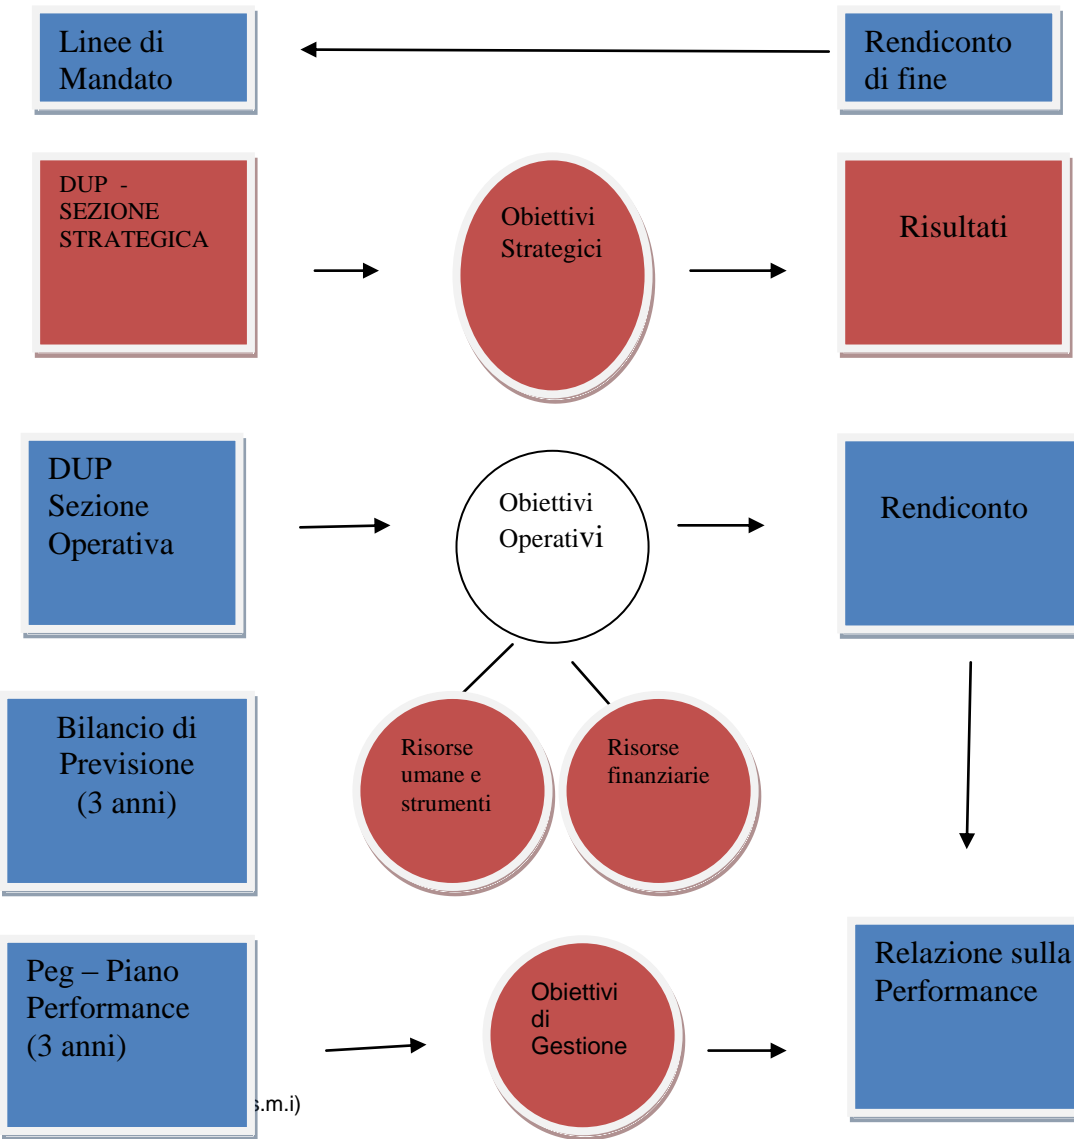 Linee di
Mandato
Rendiconto
di fine
DUP -
SEZIONE
STRATEGICA
Obiettivi
Strategici
Risultati
DUP
Sezione
Operativa
Obiettivi
Operativi
Rendiconto
Bilancio di
Previsione
(3 anni)
Risorse
umane e
strumenti
Risorse
finanziarie
Peg – Piano
Performance
(3 anni)
Obiettivi
di
Gestione
Relazione sulla
Performance
s.m.i)